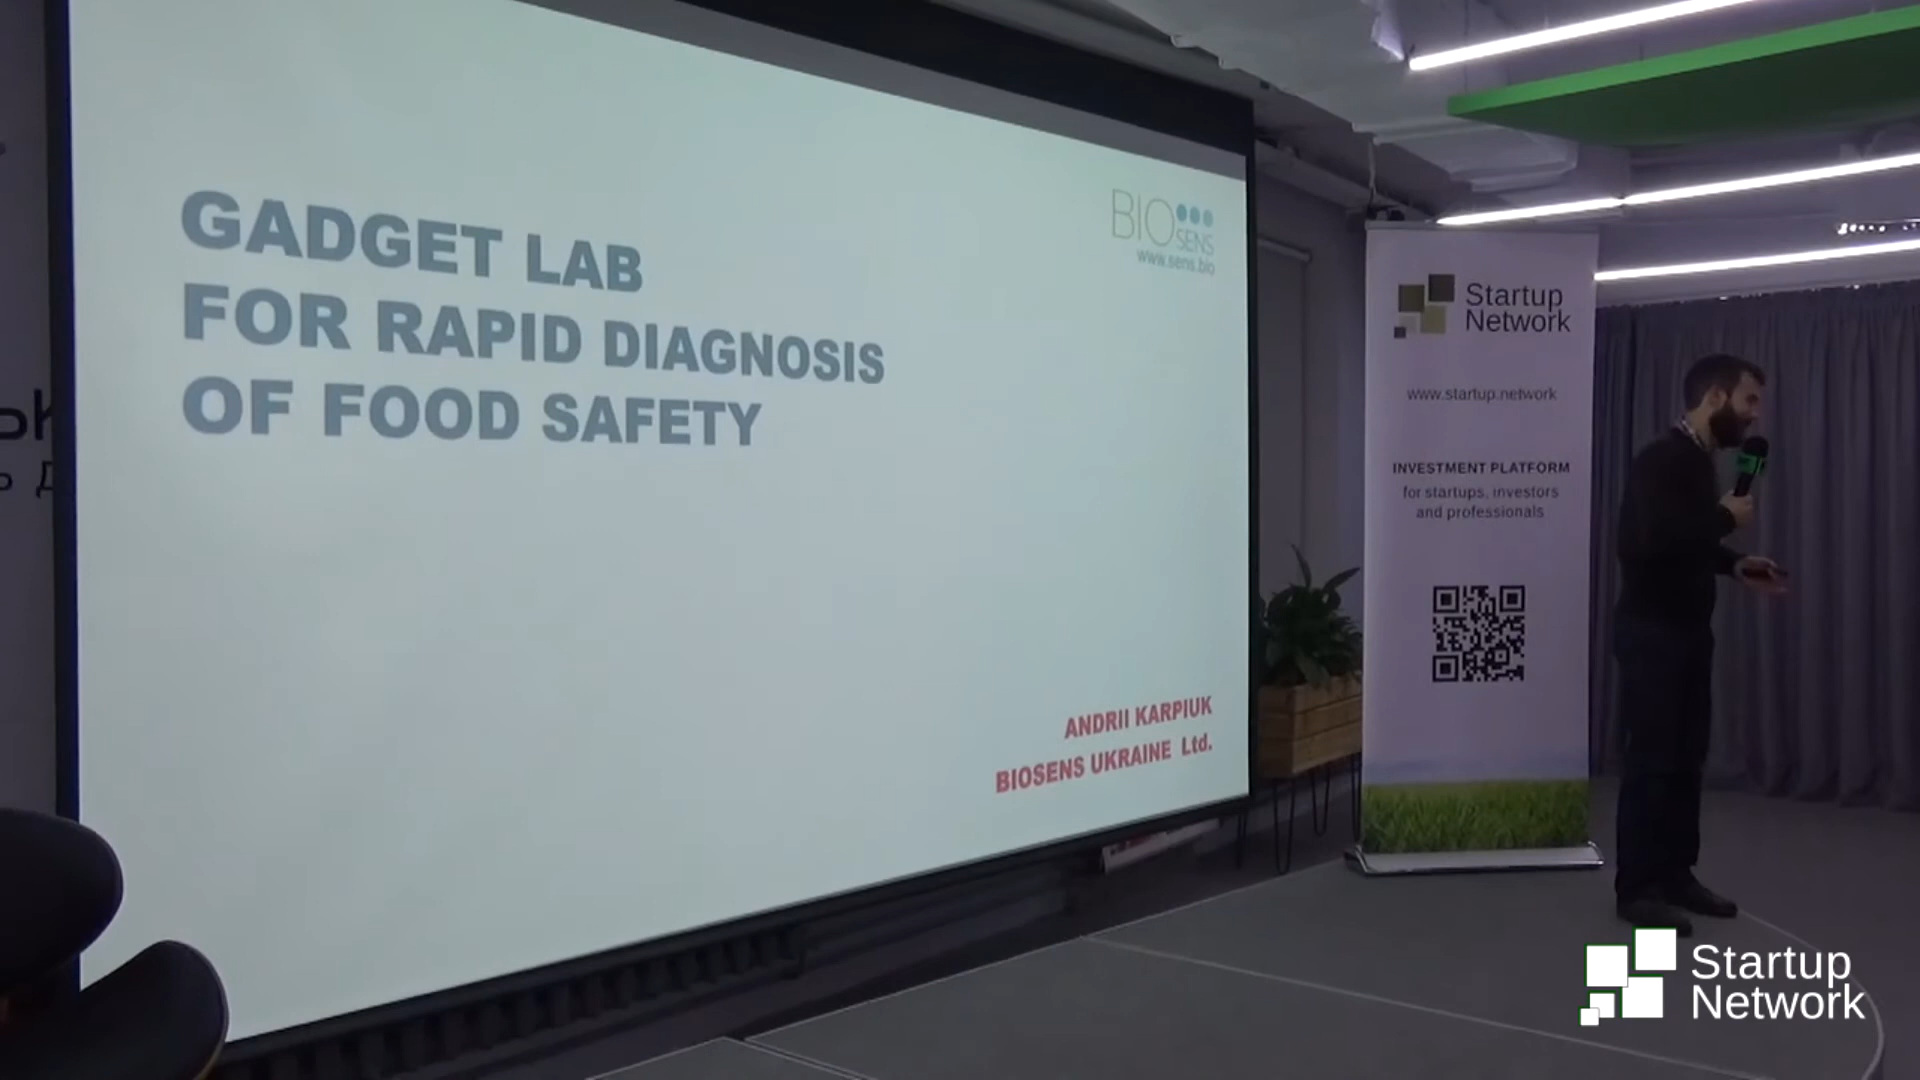 GADGET LAB
FOR RAPID DIAGNOSIS
OF FOOD SAFETY
BIO SENS
www.sens.bio
ANDRII KARPIUK
BIOSENS UKRAINE Ltd.
Startup
Network
www.startup.network
INVESTMENT PLATFORM
for startups, investors
and professionals
Startup
Network